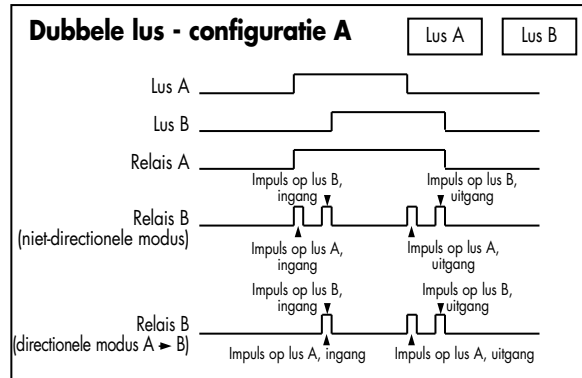 Dubbele lus - configuratie A
Lus A
Lus B
Lus A
Lus B
Relais A
Impuls op lus B,
ingang
Impuls op lus B,
uitgang
Relais B
(niet-directionele modus)
Impuls op lus A,
ingang
Impuls op lus A,
uitgang
Impuls op lus B,
ingang
Impuls op lus B,
uitgang
Relais B
(directionele modus A ► B)
Impuls op lus A, ingang
Impuls op lus A, uitgang